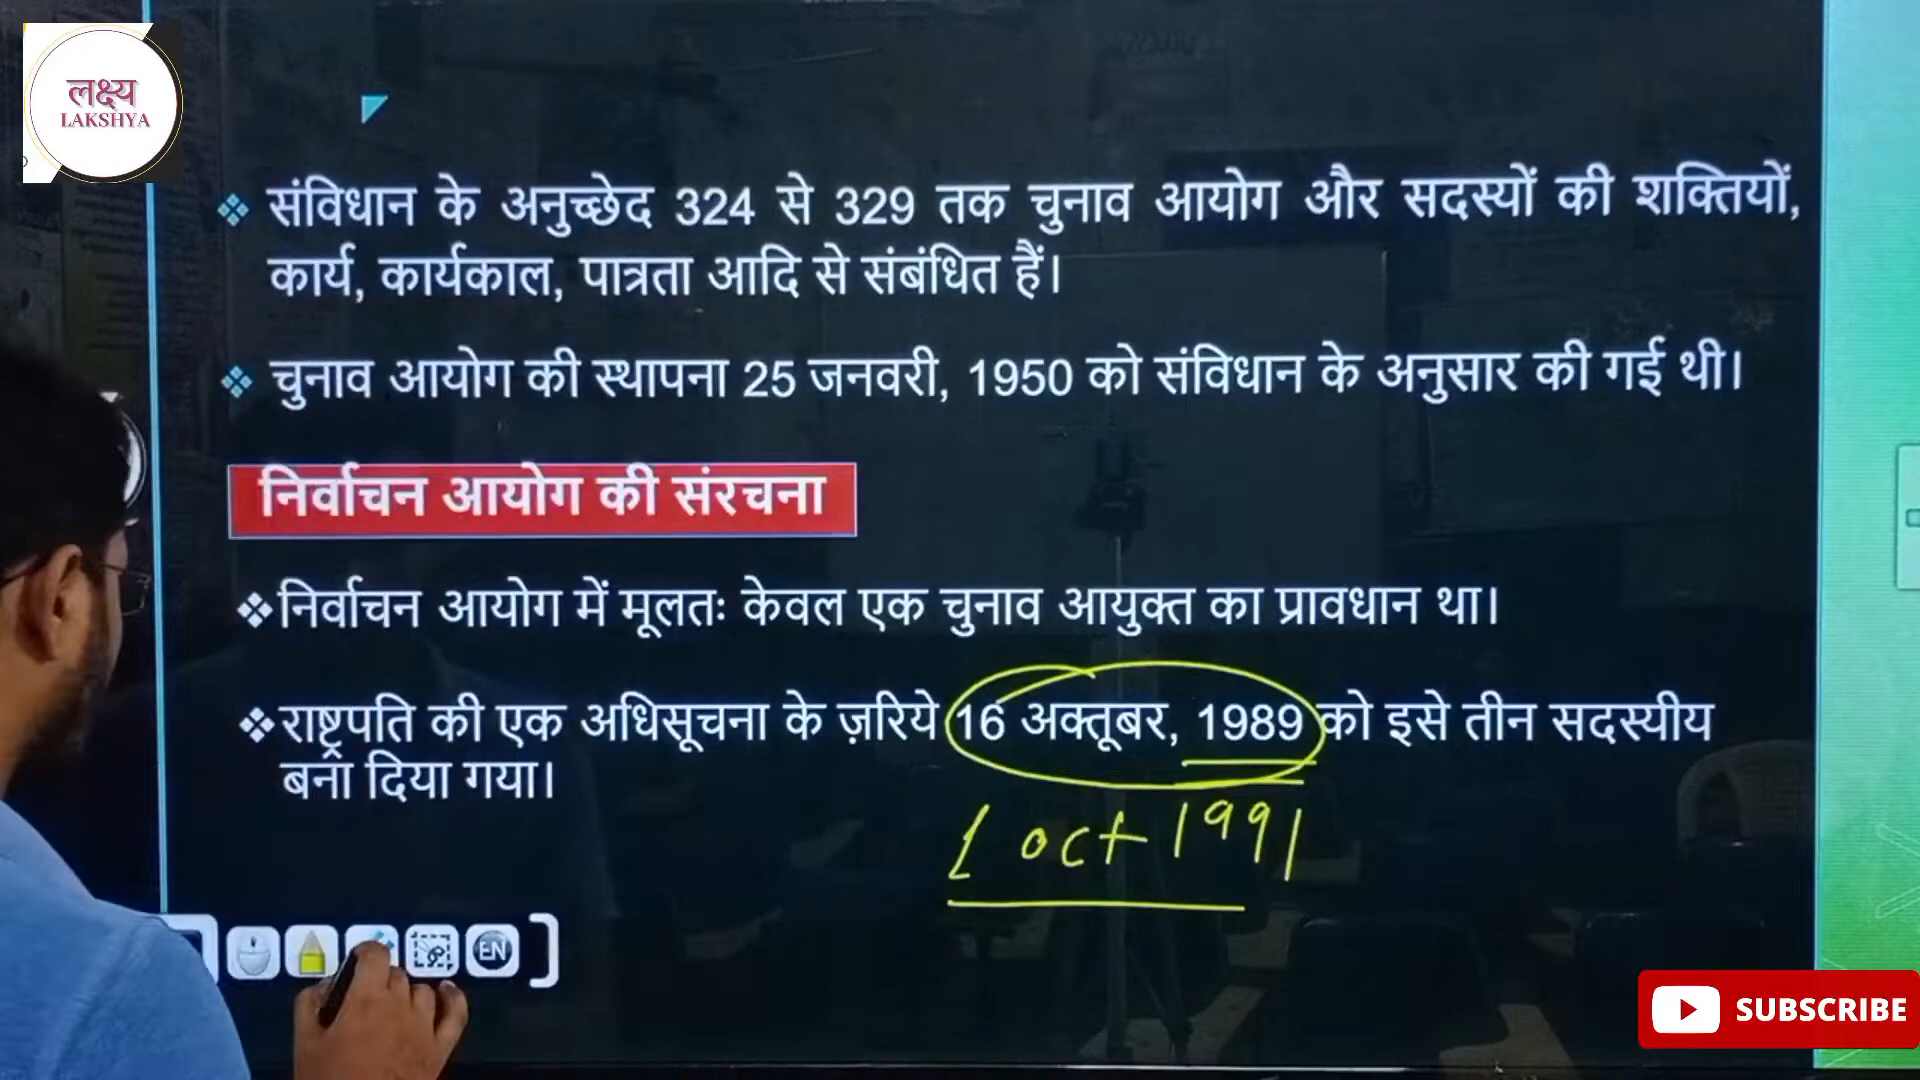 लक्ष्य
LAKSHYA
संविधान के अनुच्छेद 324 से 329 तक चुनाव आयोग और सदस्यों की शक्तियों,
कार्य, कार्यकाल, पात्रता आदि से संबंधित हैं।
चुनाव आयोग की स्थापना 25 जनवरी, 1950 को संविधान के अनुसार की गई थी।
निर्वाचन आयोग की संरचना
निर्वाचन आयोग में मूलतः केवल एक चुनाव आयुक्त का प्रावधान था।
राष्ट्रपति की एक अधिसूचना के ज़रिये 16 अक्तूबर, 1989 को इसे तीन सदस्यीय
बना दिया गया।
1 oct 1991
EN
SUBSCRIBE